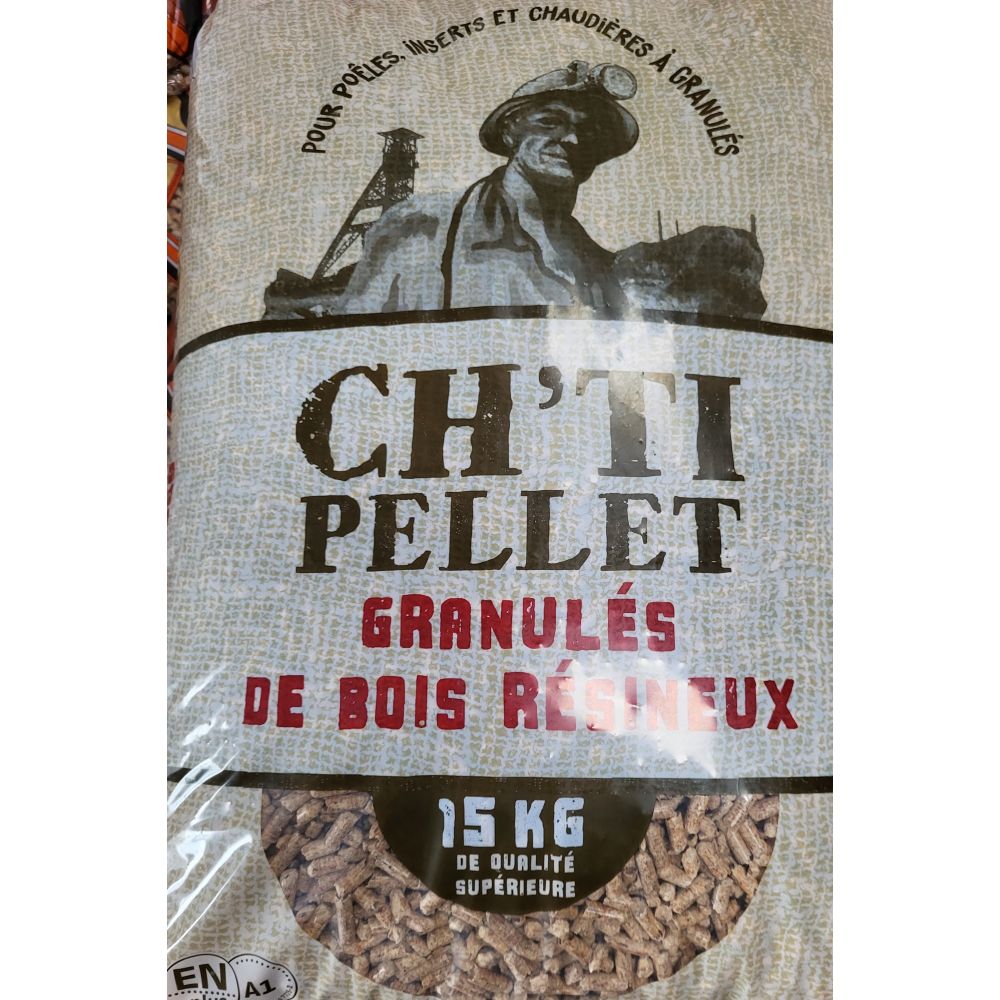 POUR POÊLES, INSERTS ET CHAUDIÈRES À GRANULÉS
CH'TI
PELLET
GRANULÉS
DE BOIS RÉSINEUX
15 KG
DE QUALITÉ
SUPÉRIEURE
EN
plus
A1